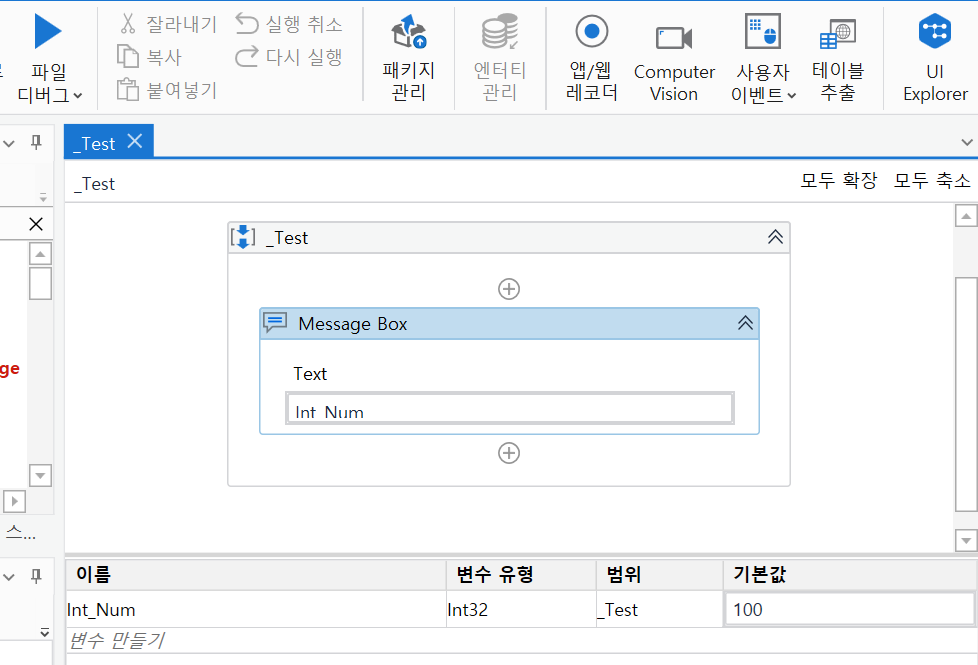 파일
디버그
잘라내기
복사
붙여넣기
실행 취소
다시 실행
패키지
관리
엔터티
관리
앱/웹
레코더
Computer
Vision
사용자
이벤트
테이블
추출
UI
Explorer
_Test
_Test
모두 확장 모두 축소
_Test
Message Box
Text
Int_Num
ge
스...
이름 변수 유형 범위 기본값
Int_Num Int32 _Test 100
변수 만들기